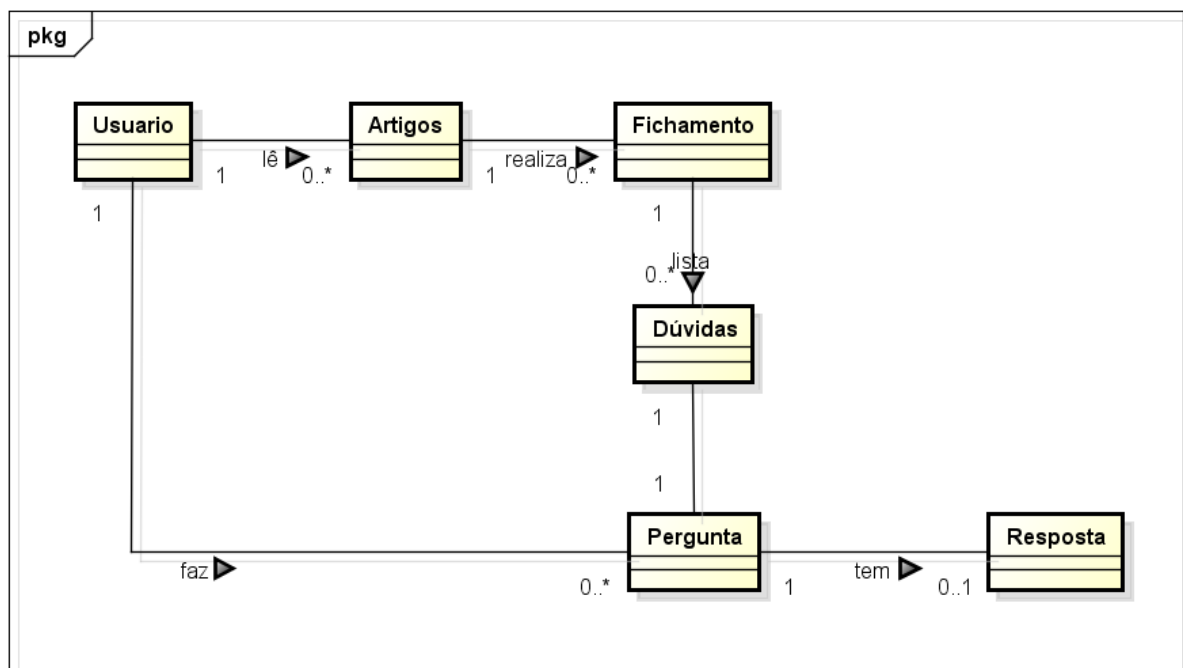 pkg
Usuario
Artigos
Fichamento
1
lê
0..*
1
realiza
0..*
1
1
lista
0..*
Dúvidas
1
1
Pergunta
Resposta
faz
0..*
1
tem
0..1